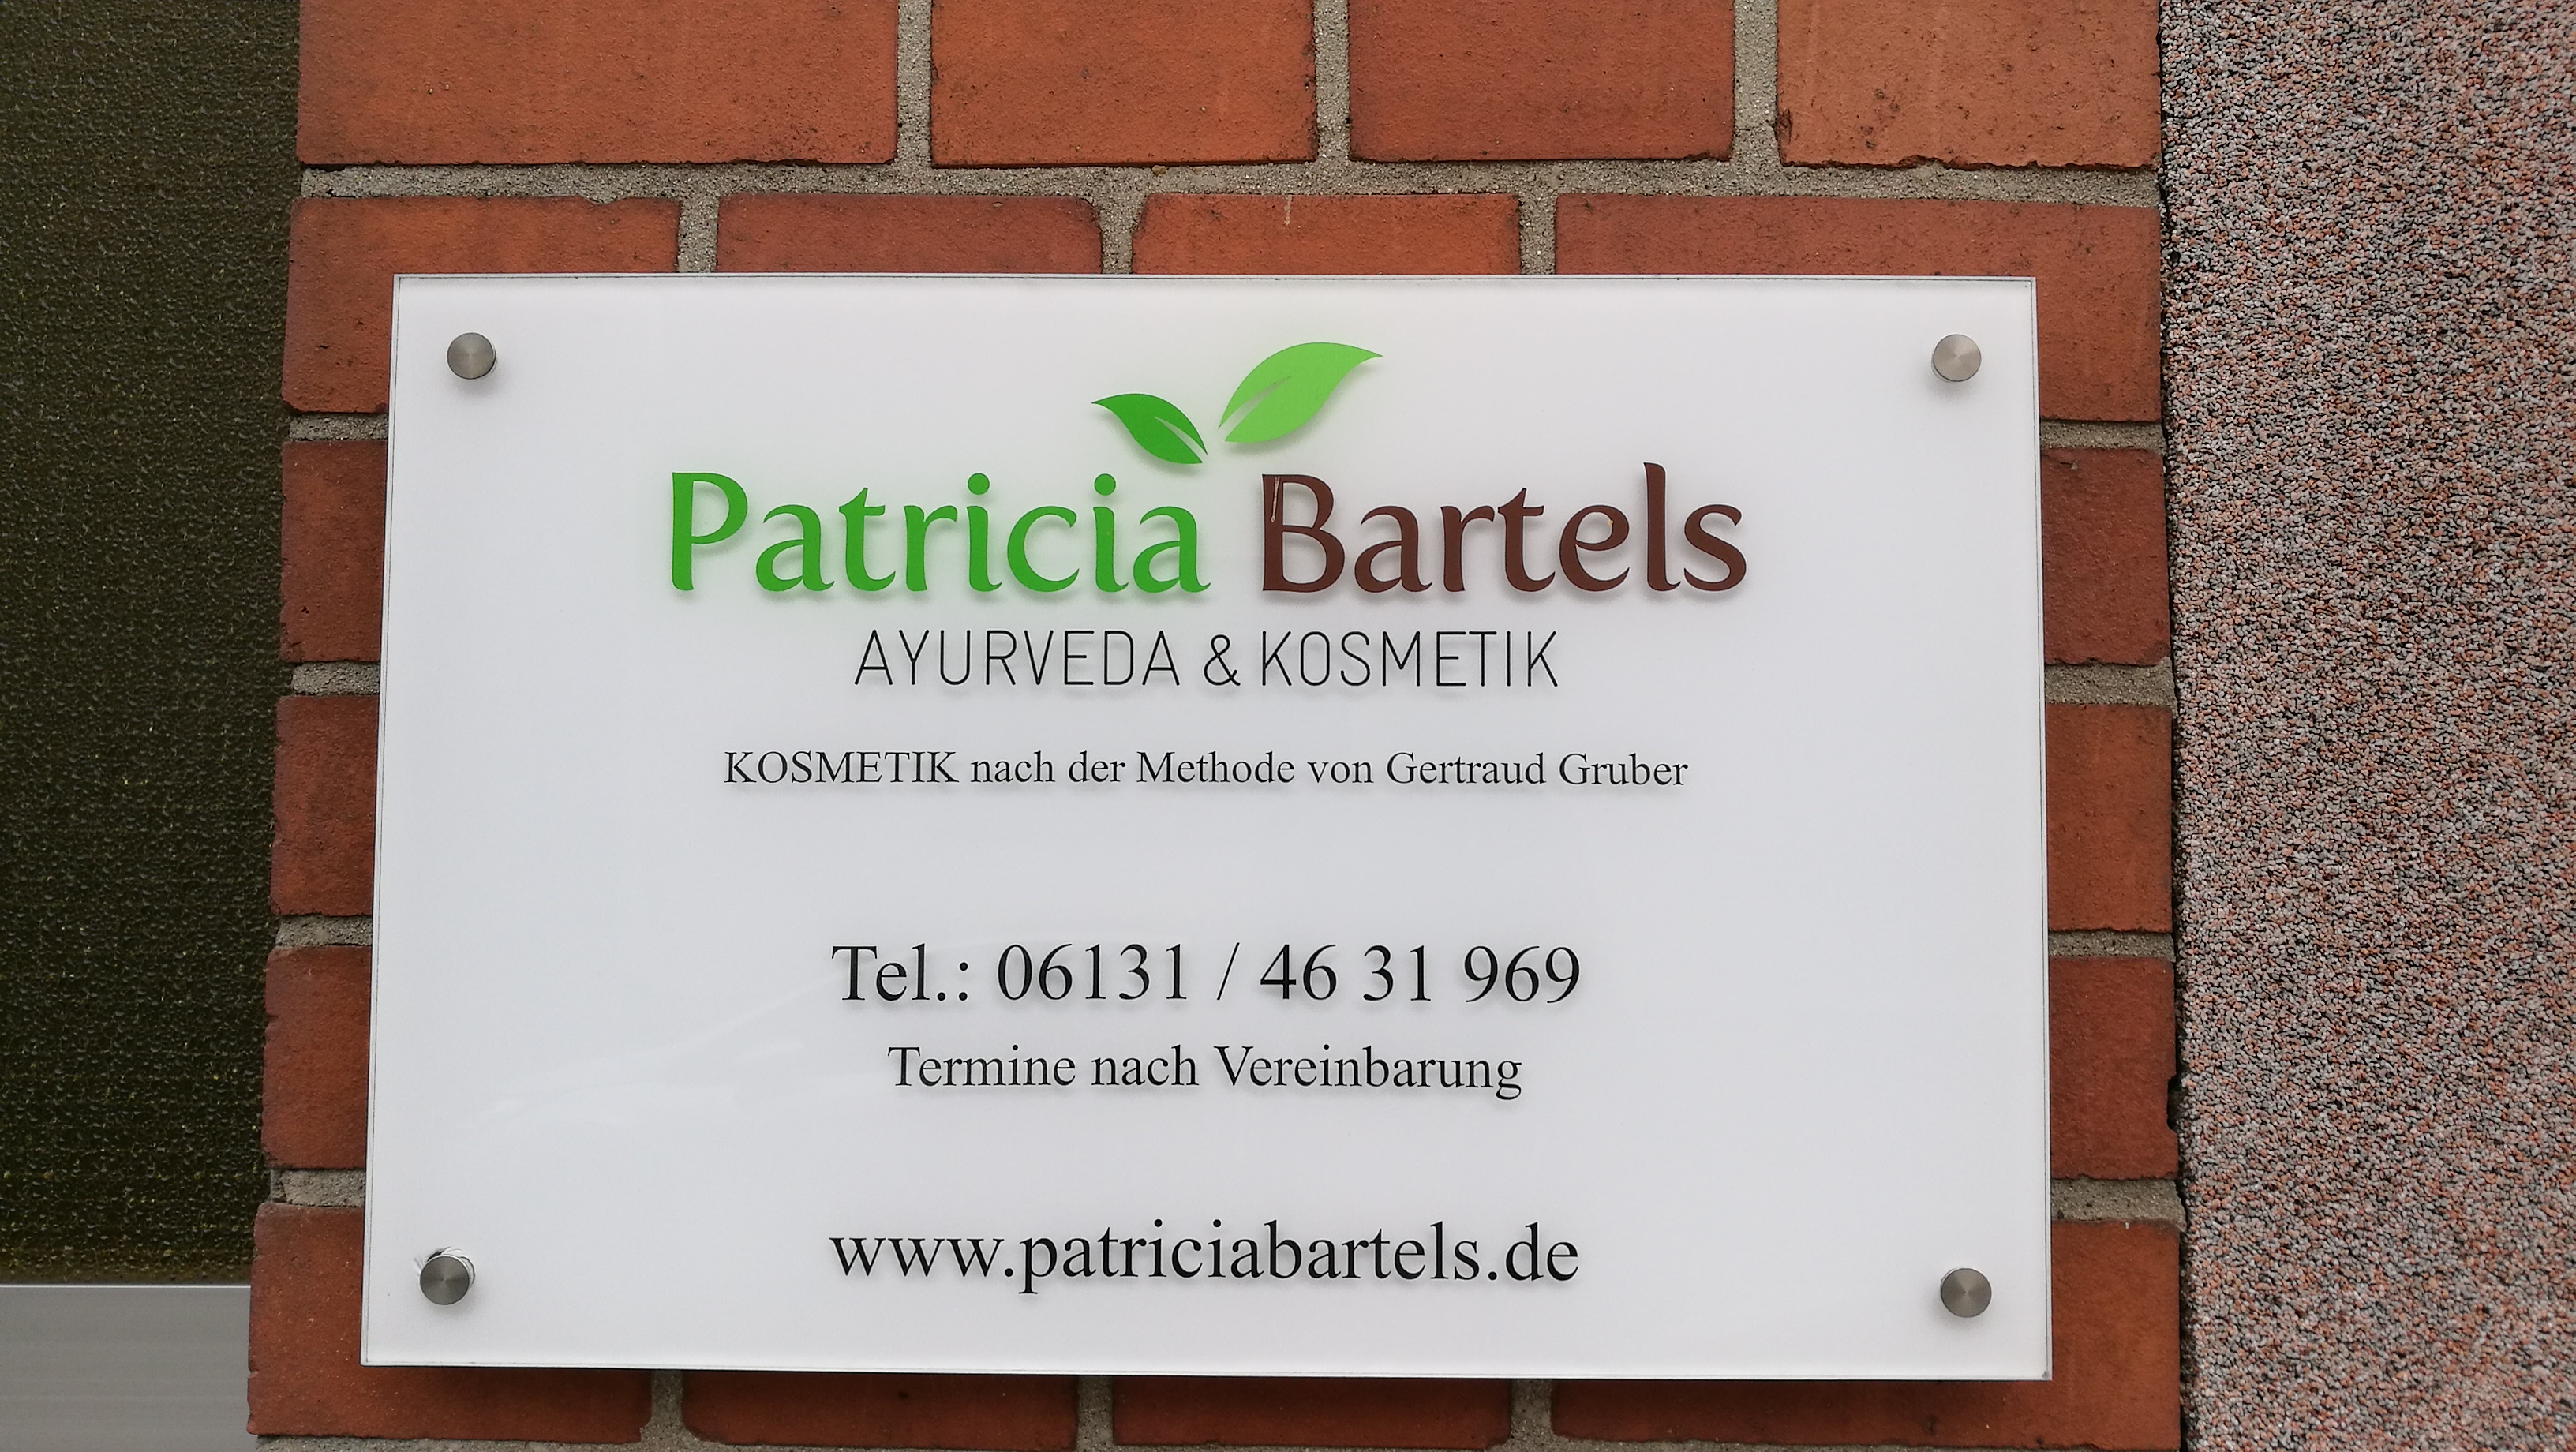 Patricia Bartels
AYURVEDA & KOSMETIK
KOSMETIK nach der Methode von Gertraud Gruber
Tel.: 06131 / 46 31 969
Termine nach Vereinbarung
www.patriciabartels.de